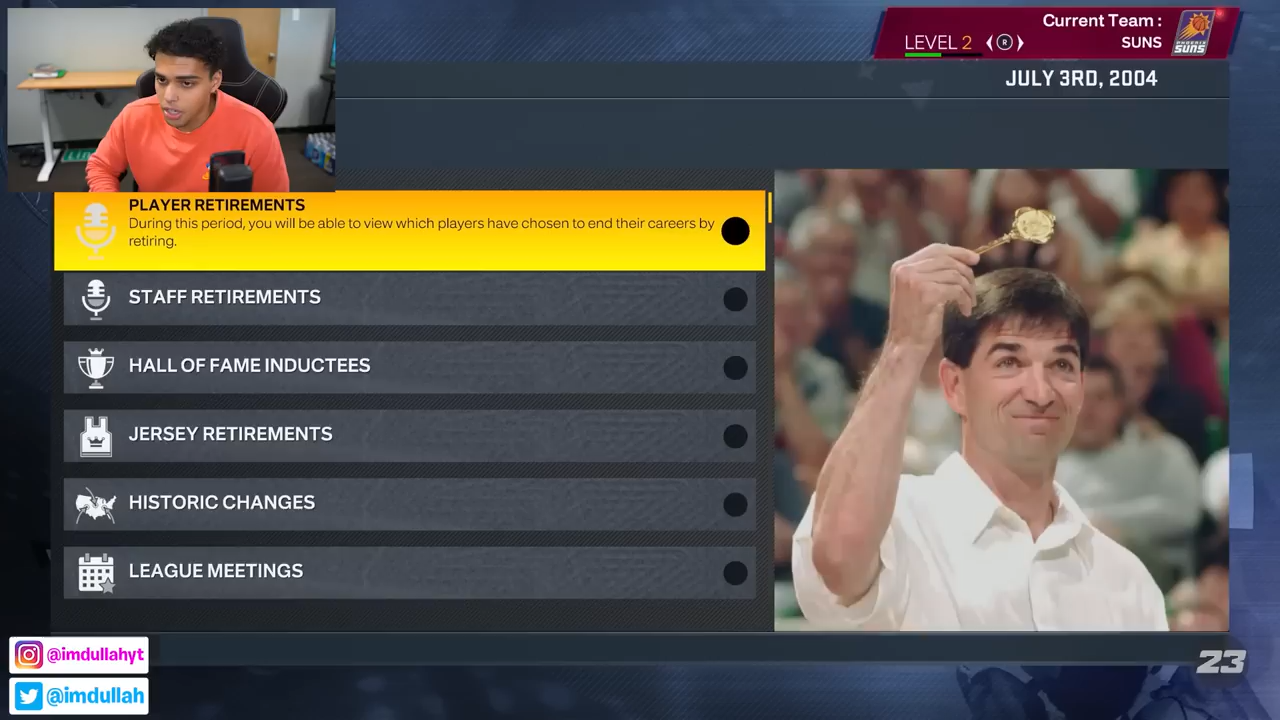 Current Team :
LEVEL 2
R
SUNS
PHOENIX
SUNS
JULY 3RD, 2004
PLAYER RETIREMENTS
During this period, you will be able to view which players have chosen to end their careers by
retiring.
STAFF RETIREMENTS
HALL OF FAME INDUCTEES
JERSEY RETIREMENTS
HISTORIC CHANGES
LEAGUE MEETINGS
@imdullahyt
@imdullah
23